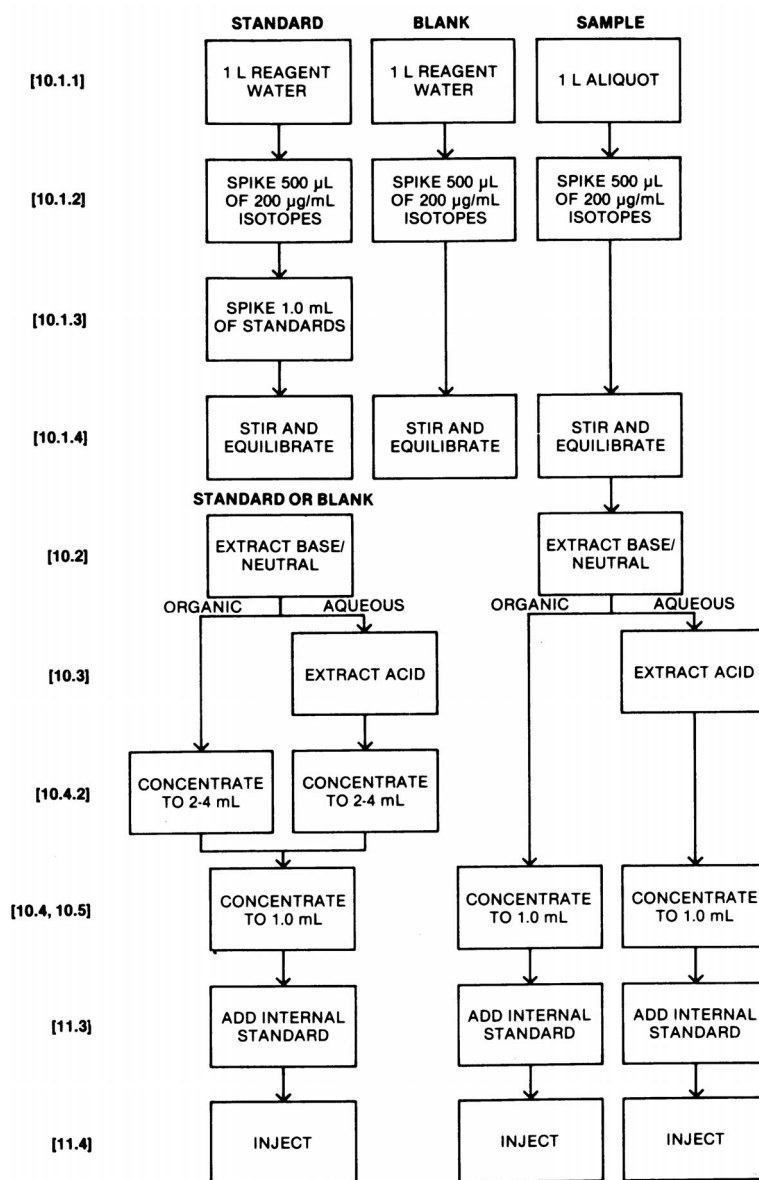 STANDARD BLANK SAMPLE
[10.1.1]
1 L REAGENT
WATER
1 L REAGENT
WATER
1 L ALIQUOT
[10.1.2]
SPIKE 500 µL
OF 200 µg/mL
ISOTOPES
SPIKE 500 µL
OF 200 µg/mL
ISOTOPES
SPIKE 500 µL
OF 200 µg/mL
ISOTOPES
[10.1.3]
SPIKE 1.0 mL
OF STANDARDS
[10.1.4]
STIR AND
EQUILIBRATE
STIR AND
EQUILIBRATE
STIR AND
EQUILIBRATE
STANDARD OR BLANK
[10.2]
EXTRACT BASE/
NEUTRAL
EXTRACT BASE/
NEUTRAL
ORGANIC AQUEOUS ORGANIC AQUEOUS
[10.3]
EXTRACT ACID
EXTRACT ACID
[10.4.2]
CONCENTRATE
TO 2-4 mL
CONCENTRATE
TO 2-4 mL
[10.4, 10.5]
CONCENTRATE
TO 1.0 mL
CONCENTRATE
TO 1.0 mL
CONCENTRATE
TO 1.0 mL
[11.3]
ADD INTERNAL
STANDARD
ADD INTERNAL
STANDARD
ADD INTERNAL
STANDARD
[11.4]
INJECT
INJECT
INJECT